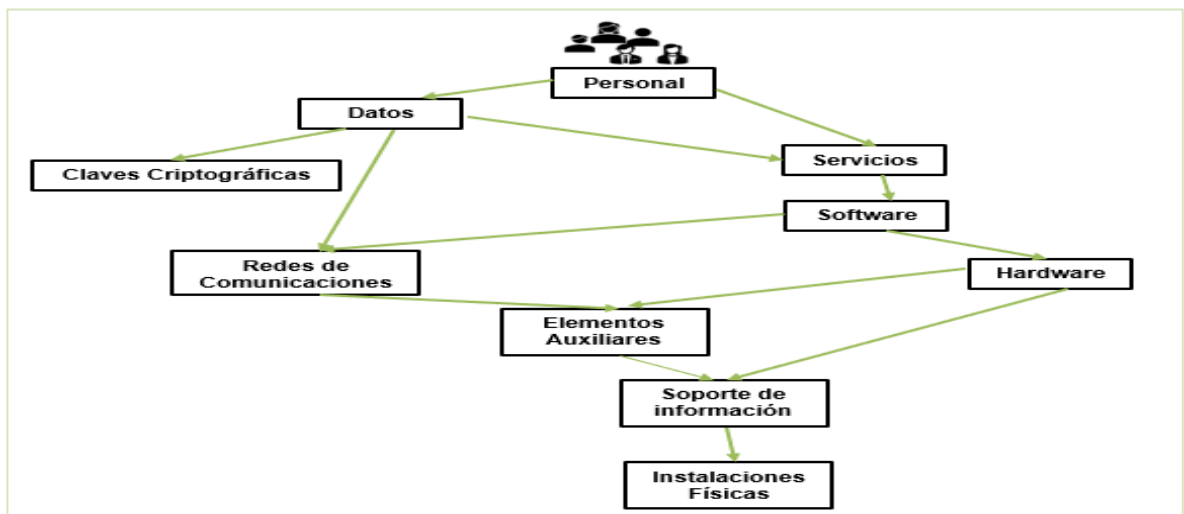 Personal
Datos
Servicios
Claves Criptográficas
Software
Redes de
Comunicaciones
Hardware
Elementos
Auxiliares
Soporte de
información
Instalaciones
Físicas